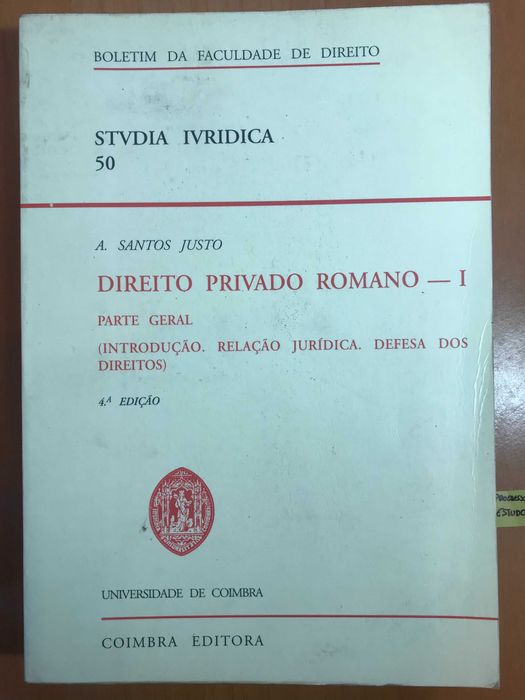 BOLETIM DA FACULDADE DE DIREITO
STVDIA IVRIDICA
50
A. SANTOS JUSTO
DIREITO PRIVADO ROMANO — I
PARTE GERAL
(INTRODUÇÃO. RELAÇÃO JURÍDICA. DEFESA DOS
DIREITOS)
4.ª EDIÇÃO
UNIVERSIDADE DE COIMBRA
COIMBRA EDITORA
ESTUDO